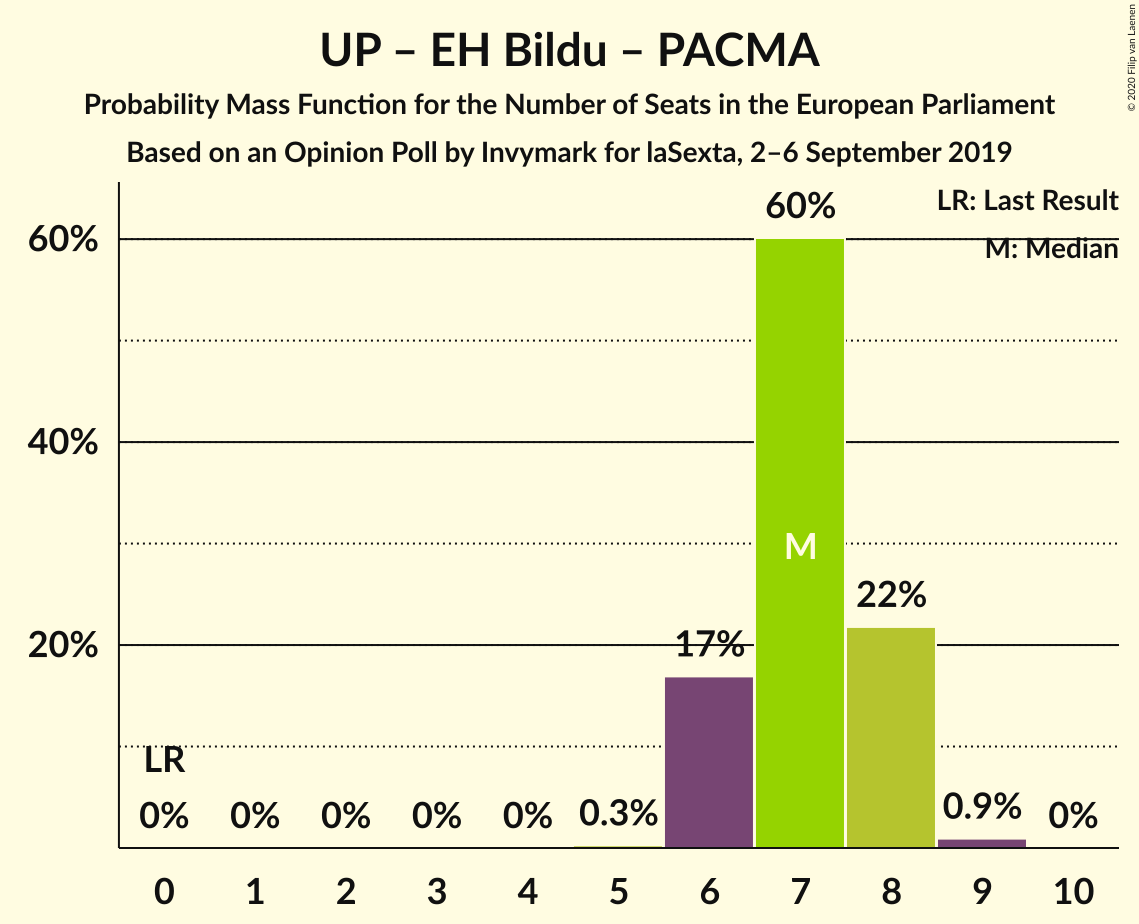 UP – EH Bildu – PACMA
Probability Mass Function for the Number of Seats in the European Parliament
Based on an Opinion Poll by Invymark for laSexta, 2–6 September 2019
© 2020 Filip van Laenen
LR: Last Result
M: Median
60%
40%
20%
60%
M
22%
17%
LR
0%
0%
0%
0%
0%
0.3%
0.9%
0%
0 1 2 3 4 5 6 7 8 9 10